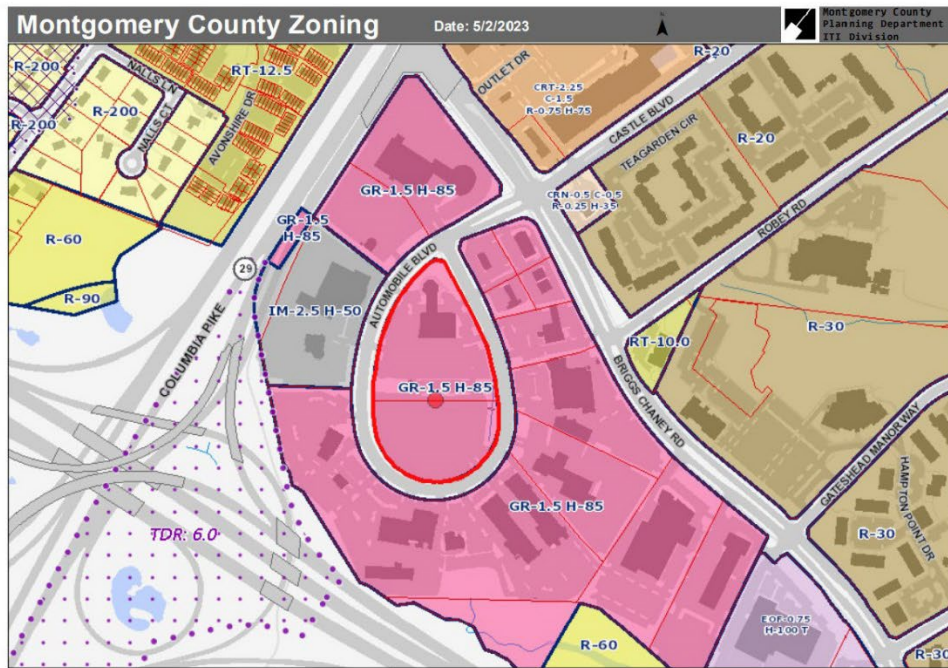 Montgomery County Zoning
Date: 5/2/2023
N
Montgomery County
Planning Department
ITI Division
R-200
NALLS LN
RT-12.5
OUTLET DR
R-20
R-200
R-200
NALLS CT
AVONSHIRE DR
CRT-2.25
C-1.5
R-0.75 H-75
CASTLE BLVD
TEAGARDEN CIR
R-20
GR-1.5 H-85
CRN-0.5 C-0.5
R-0.25 H-35
ROBEY RD
R-60
GR-1.5
H-85
29
AUTOMOBILE BLVD
R-90
COLUMBIA PIKE
IM-2.5 H-50
R-30
RT-10.0
GR-1.5 H-85
BRIGGS CHANEY RD
GATESHEAD MANOR WAY
HAMPTON POINT DR
GR-1.5 H-85
TDR: 6.0
R-30
EOF-0.75
H-100 T
R-60
R-30